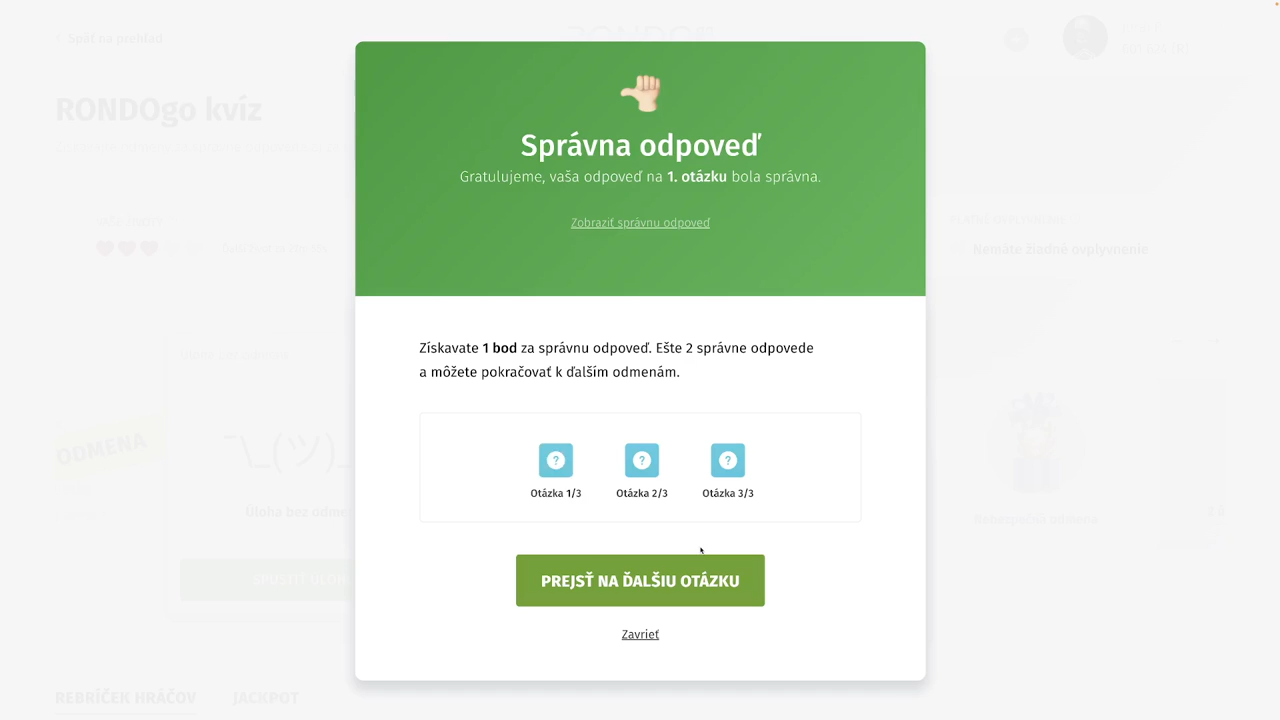 Späť na prehľad
RONDOgo kvíz
Správna odpoveď
Gratulujeme, vaša odpoveď na 1. otázku bola správna.
Zobraziť správnu odpoveď
Nemáte žiadne ovplyvnenie
Získavate 1 bod za správnu odpoveď. Ešte 2 správne odpovede
a môžete pokračovať k ďalším odmenám.
ODMENA
¯\_(ツ)_
Úloha bez odme
Otázka 1/3
Otázka 2/3
Otázka 3/3
PREJSŤ NA ĎALŠIU OTÁZKU
Zavrieť
REBRÍČEK HRÁČOV
JACKPOT